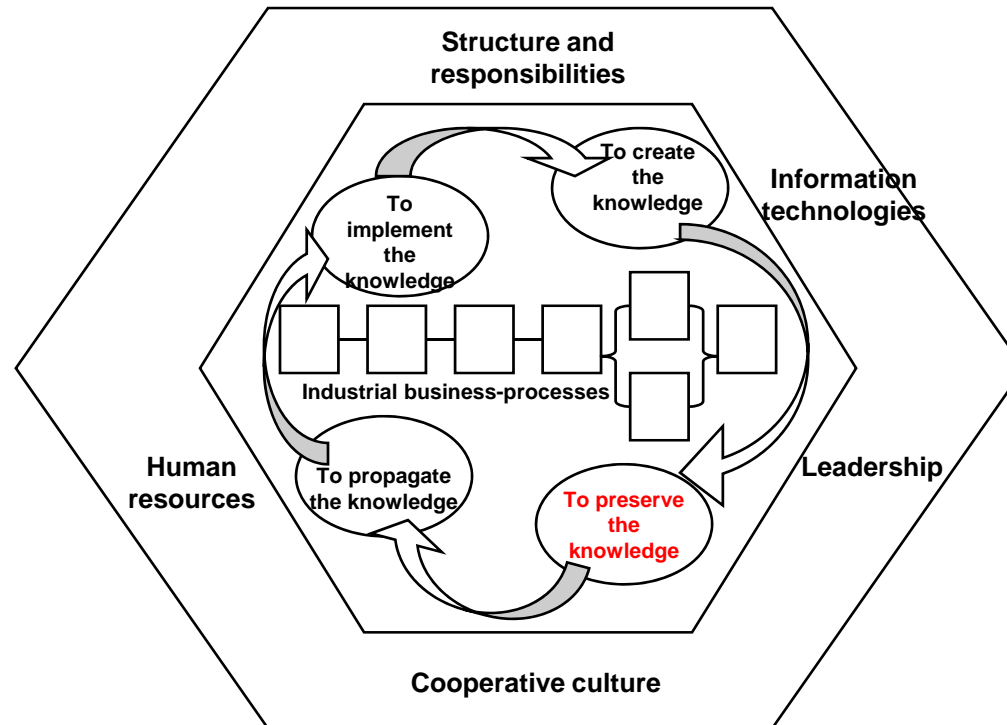 Structure and
responsibilities
To create
the
knowledge
Information
technologies
To
implement
the
knowledge
Industrial business-processes
Human
resources
To propagate
the knowledge
To preserve
the
knowledge
Leadership
Cooperative culture